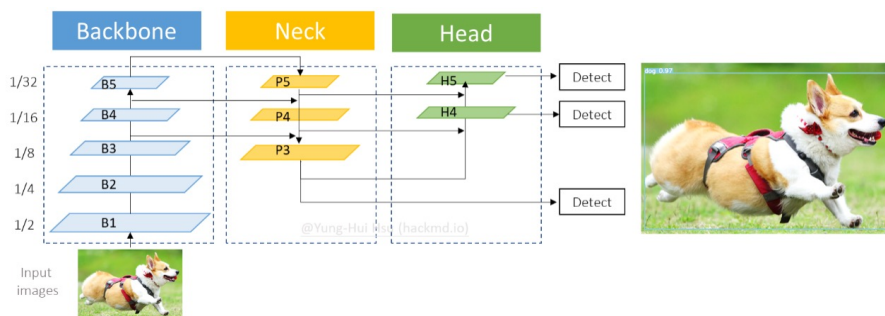 Backbone
Neck
Head
1/32
B5
P5
H5
Detect
dog 0.97
1/16
B4
P4
H4
Detect
1/8
B3
P3
1/4
B2
Detect
1/2
B1
@Yung-Hui Hsu (hackmd.io)
Input
images